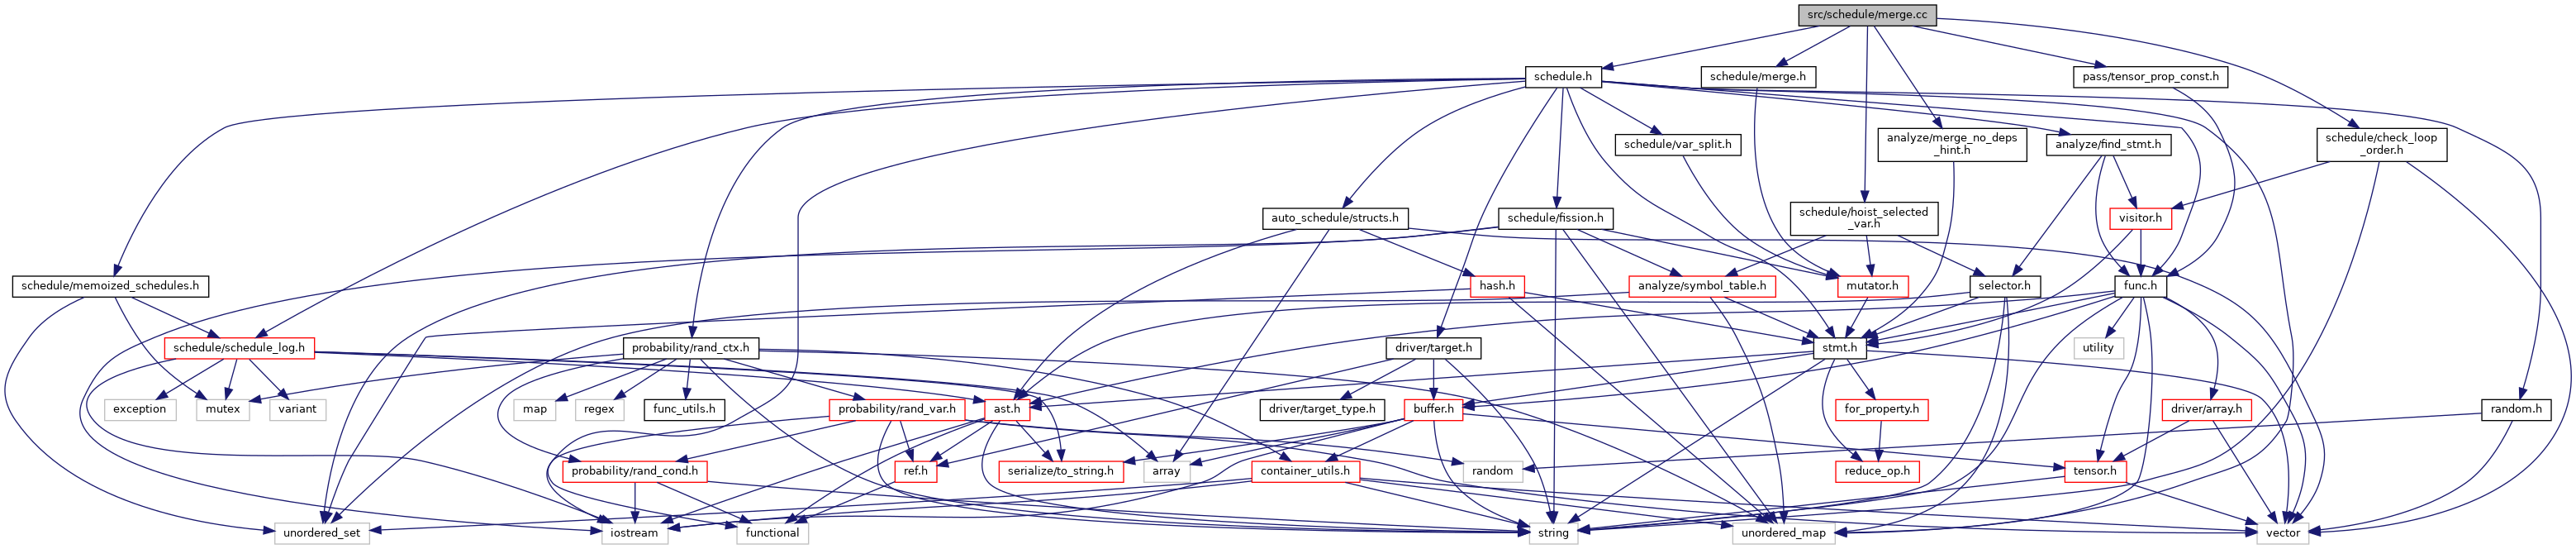 src/schedule/merge.cc
schedule.h
schedule/merge.h
pass/tensor_prop_const.h
schedule/var_split.h
analyze/merge_no_deps
_hint.h
analyze/find_stmt.h
schedule/check_loop
_order.h
auto_schedule/structs.h
schedule/fission.h
schedule/hoist_selected
_var.h
visitor.h
schedule/memoized_schedules.h
hash.h
analyze/symbol_table.h
mutator.h
selector.h
func.h
schedule/schedule_log.h
probability/rand_ctx.h
driver/target.h
stmt.h
utility
exception
mutex
variant
map
regex
func_utils.h
probability/rand_var.h
ast.h
driver/target_type.h
buffer.h
for_property.h
driver/array.h
random.h
probability/rand_cond.h
ref.h
serialize/to_string.h
array
container_utils.h
random
reduce_op.h
tensor.h
unordered_set
iostream
functional
string
unordered_map
vector